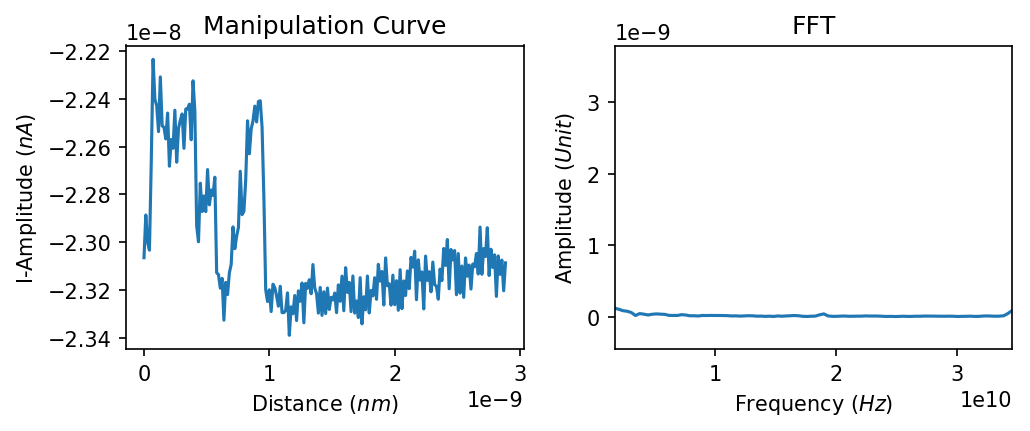 Manipulation Curve
1e−8
−2.22
−2.24
−2.26
−2.28
−2.30
−2.32
−2.34
I-Amplitude (nA)
0 1 2 3
1e−9
Distance (nm)
FFT
1e−9
3
2
1
0
Amplitude (Unit)
1 2 3
1e10
Frequency (Hz)